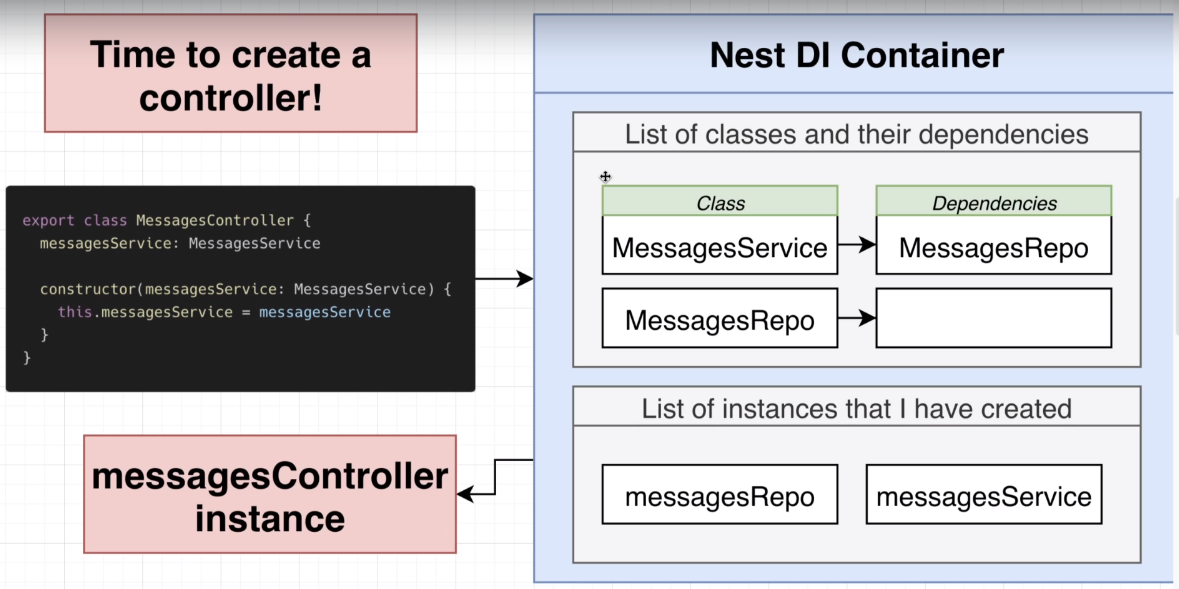 Time to create a
controller!
export class MessagesController {
messagesService: MessagesService
constructor(messagesService: MessagesService) {
this.messagesService = messagesService
}
}
messagesController
instance
Nest DI Container
List of classes and their dependencies
Class
Dependencies
MessagesService
MessagesRepo
MessagesRepo
List of instances that I have created
messagesRepo
messagesService